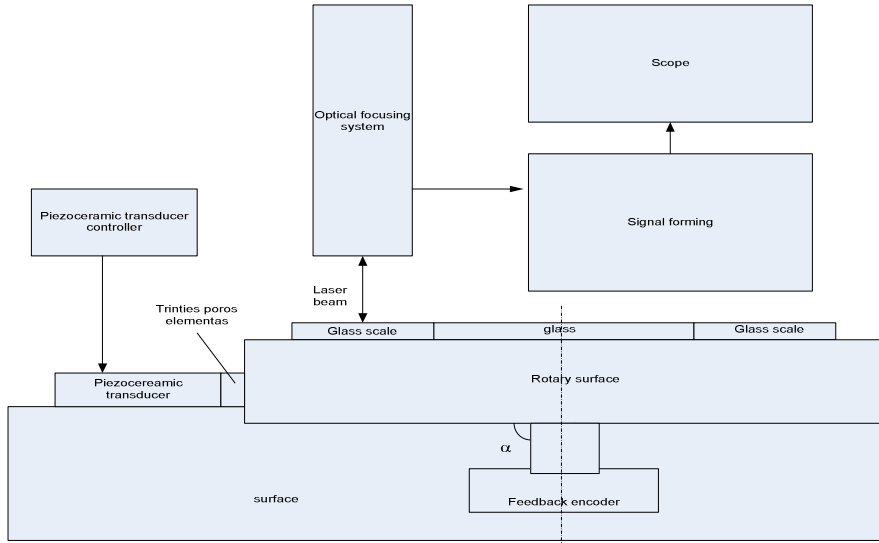 Scope
Optical focusing
system
Signal forming
Piezoceramic transducer
controller
Laser
beam
Trinties poros
elementas
Glass scale
glass
Glass scale
Piezocereamic
transducer
Rotary surface
α
surface
Feedback encoder